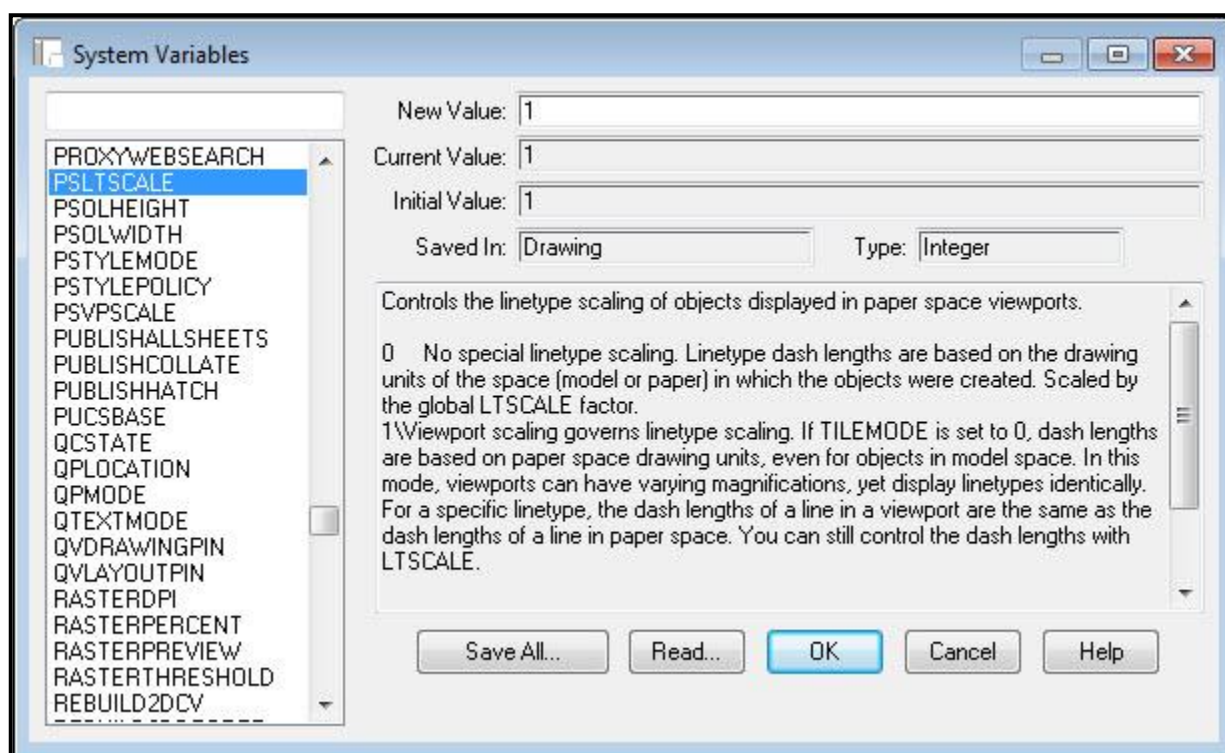 System Variables
New Value: 1
PROXYWEBSEARCH
PSLTSCALE
PSOLHEIGHT
PSOLWIDTH
PSTYLEMODE
PSTYLEPOLICY
PSVPSCALE
PUBLISHALLSHEETS
PUBLISHCOLLATE
PUBLISHHATCH
PUCSBASE
QCSTATE
QPLOCATION
QPMODE
QTEXTMODE
QVDRAWINGPIN
QVLAYOUTPIN
RASTERDPI
RASTERPERCENT
RASTERPREVIEW
RASTERTHRESHOLD
REBUILD2DCV
Current Value: 1
Initial Value: 1
Saved In: Drawing Type: Integer
Controls the linetype scaling of objects displayed in paper space viewports.
0 No special linetype scaling. Linetype dash lengths are based on the drawing
units of the space (model or paper) in which the objects were created. Scaled by
the global LTSCALE factor.
1\Viewport scaling governs linetype scaling. If TILEMODE is set to 0, dash lengths
are based on paper space drawing units, even for objects in model space. In this
mode, viewports can have varying magnifications, yet display linetypes identically.
For a specific linetype, the dash lengths of a line in a viewport are the same as the
dash lengths of a line in paper space. You can still control the dash lengths with
LTSCALE.
Save All... Read... OK Cancel Help